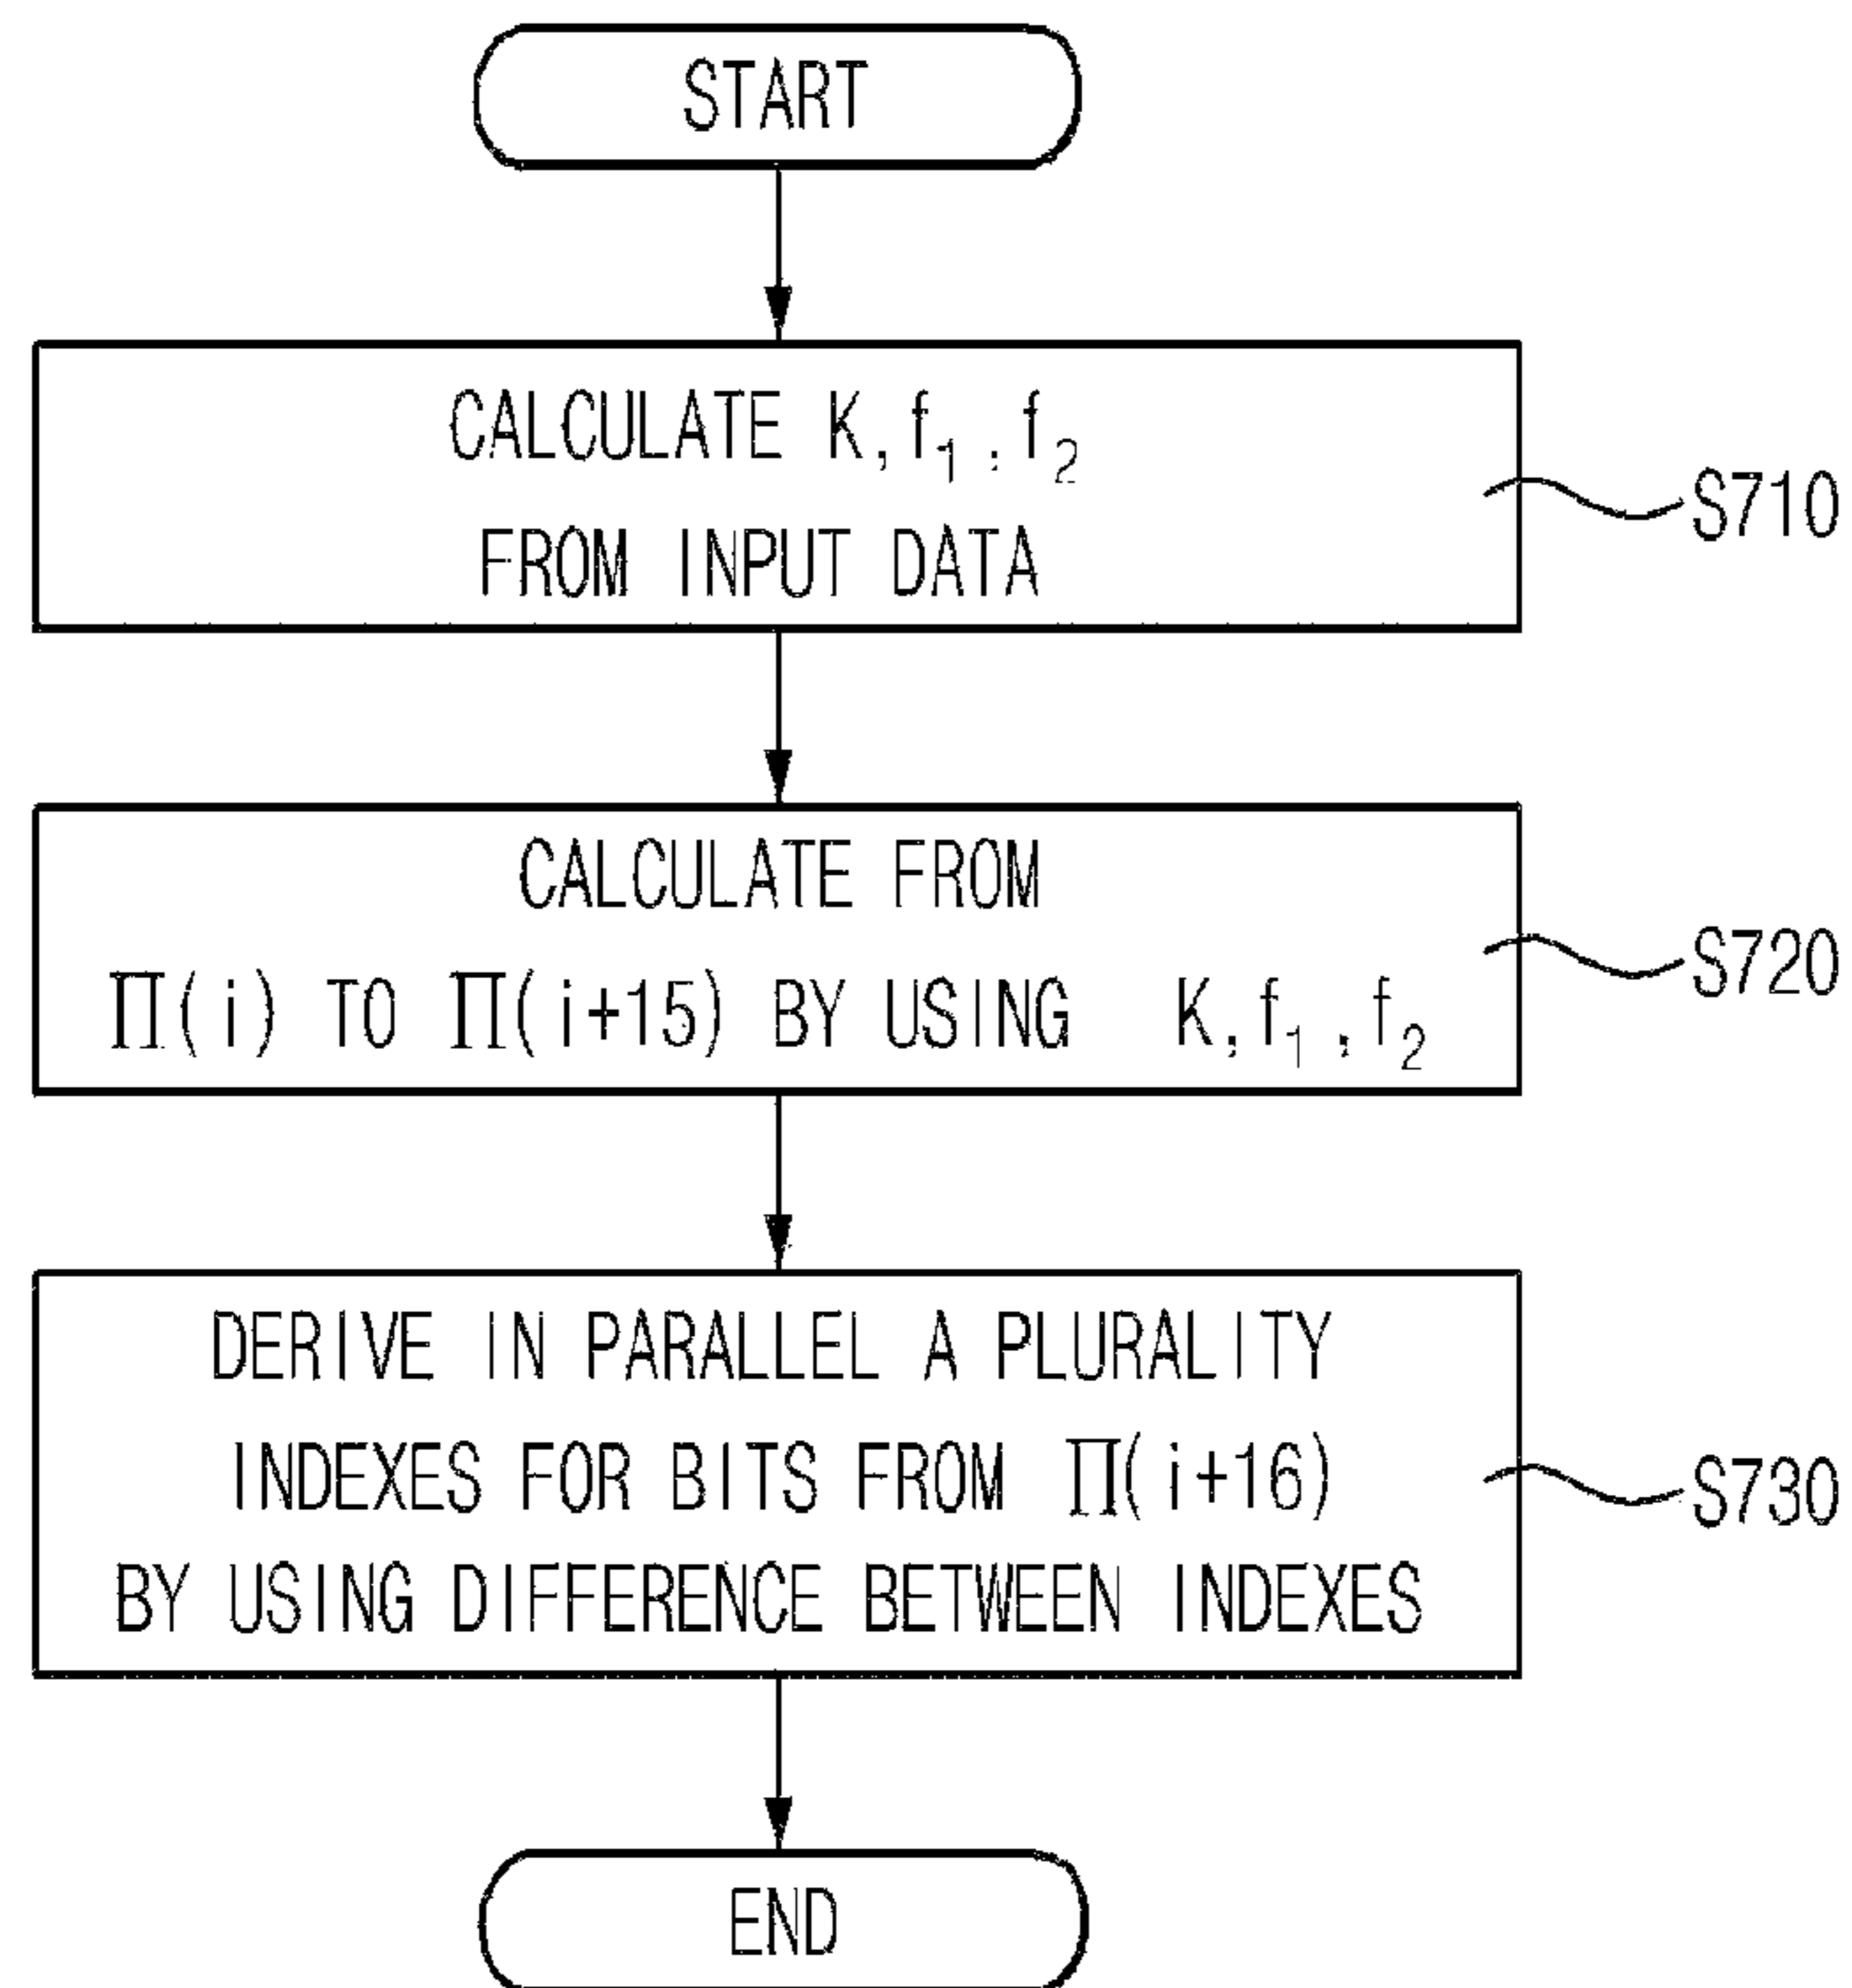 START
CALCULATE K, f₁, f₂
FROM INPUT DATA
S710
CALCULATE FROM
Π(i) TO Π(i+15) BY USING K, f₁, f₂
S720
DERIVE IN PARALLEL A PLURALITY
INDEXES FOR BITS FROM Π(i+16)
BY USING DIFFERENCE BETWEEN INDEXES
S730
END